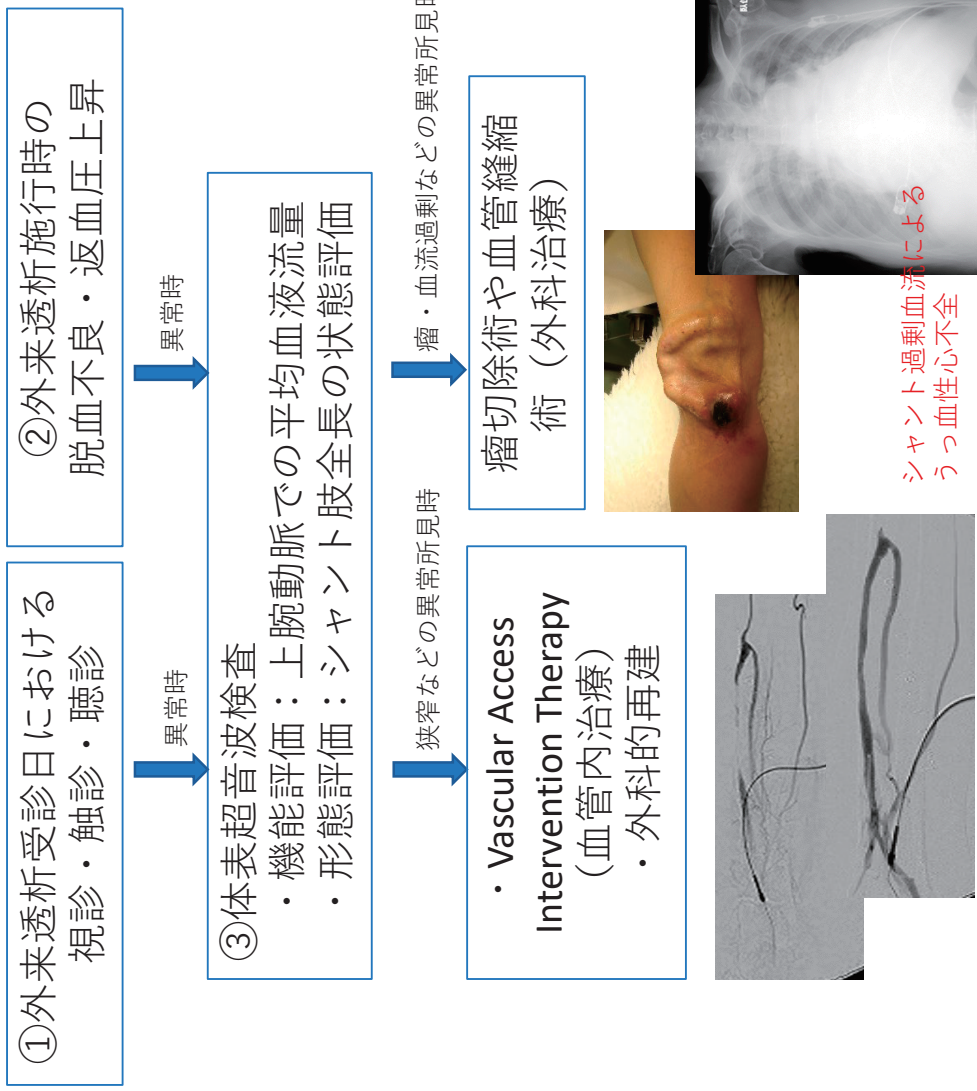 ①外来透析受診日における
視診・触診・聴診
②外来透析施行時の
脱血不良・返血圧上昇
異常時
異常時
③体表超音波検査
・機能評価：上腕動脈での平均血液流量
・形態評価：シャント肢全長の状態評価
狭窄などの異常所見時
瘤・血流過剰などの異常所見時
・Vascular Access
Intervention Therapy
（血管内治療）
・外科的再建
瘤切除術や血管縫縮
術（外科治療）
シャント過剰血流による
うっ血性心不全